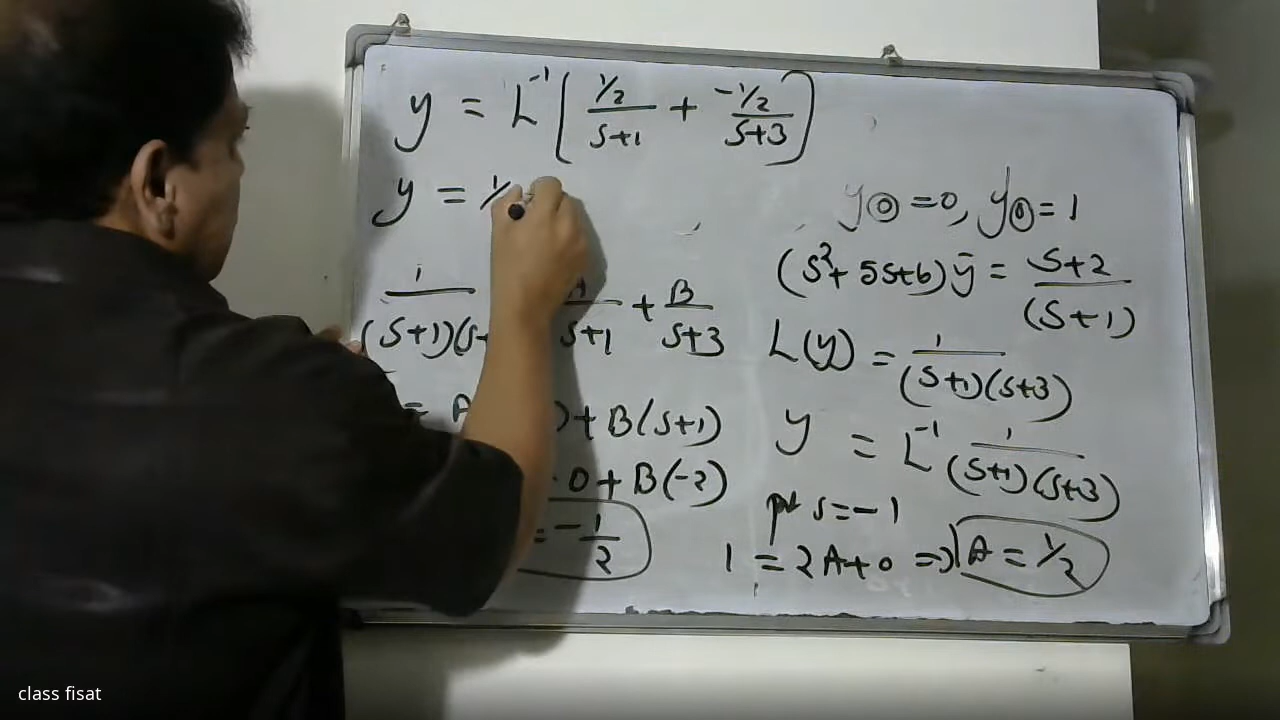 y = L⁻¹ [ ½/(s+1) + -½/(s+3) ]
y = 1/
1/((s+1)(s+ A/(s+1) + B/(s+3)
= A ) + B(s+1)
0 + B(-2)
= -1/2
y(0) = 0, y'(0) = 1
(s² + 5s+6) ȳ = (s+2)/(s+1)
L(y) = 1/((s+1)(s+3))
y = L⁻¹ 1/((s+1)(s+3))
put s = -1
1 = 2A+0 ⇒ A = ½
class fisat